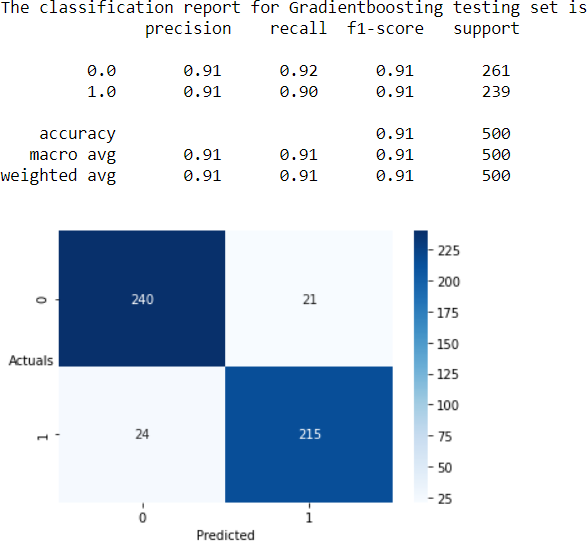 The classification report for Gradientboosting testing set is
precision recall f1-score support
0.0 0.91 0.92 0.91 261
1.0 0.91 0.90 0.91 239
accuracy 0.91 500
macro avg 0.91 0.91 0.91 500
weighted avg 0.91 0.91 0.91 500
225
0 240 21
200
175
150
Actuals
125
100
75
1 24 215
50
25
0 1
Predicted